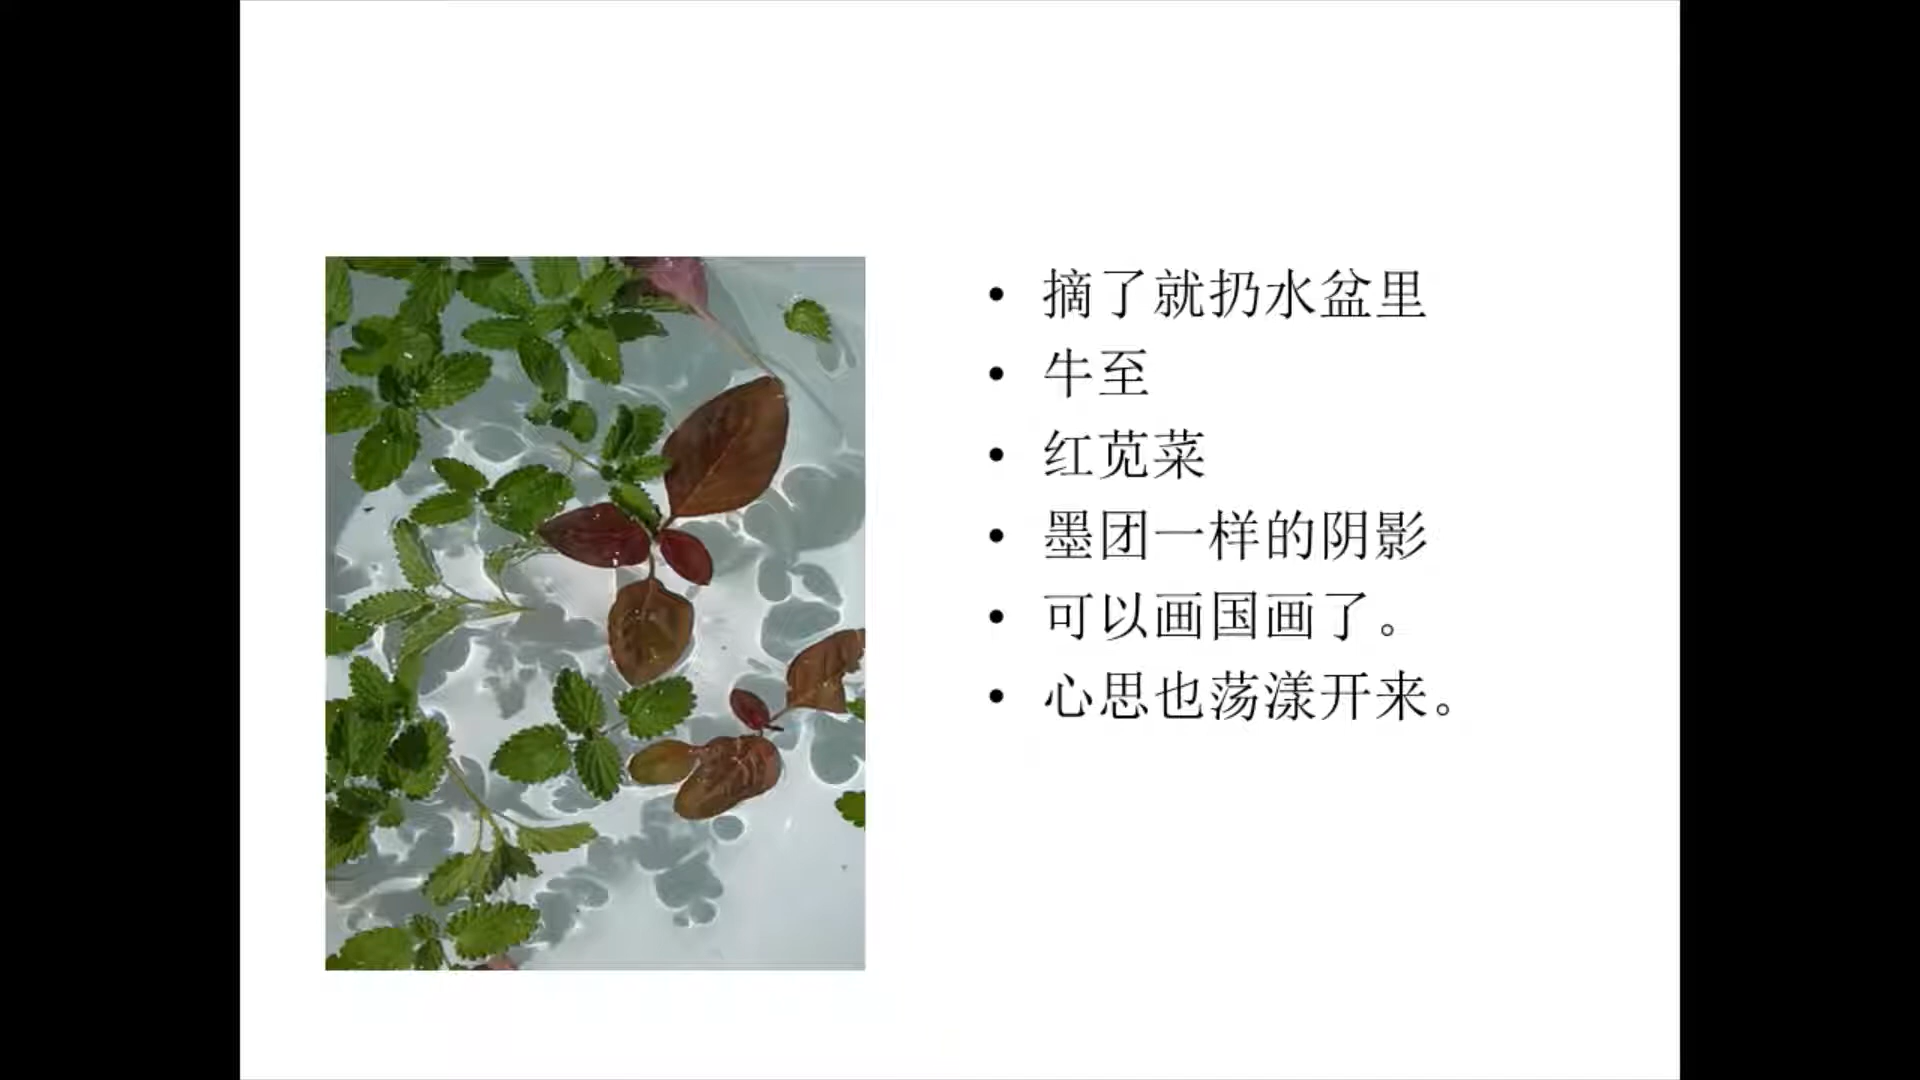 • 摘了就扔水盆里
• 牛至
• 红苋菜
• 墨团一样的阴影
• 可以画国画了。
• 心思也荡漾开来。